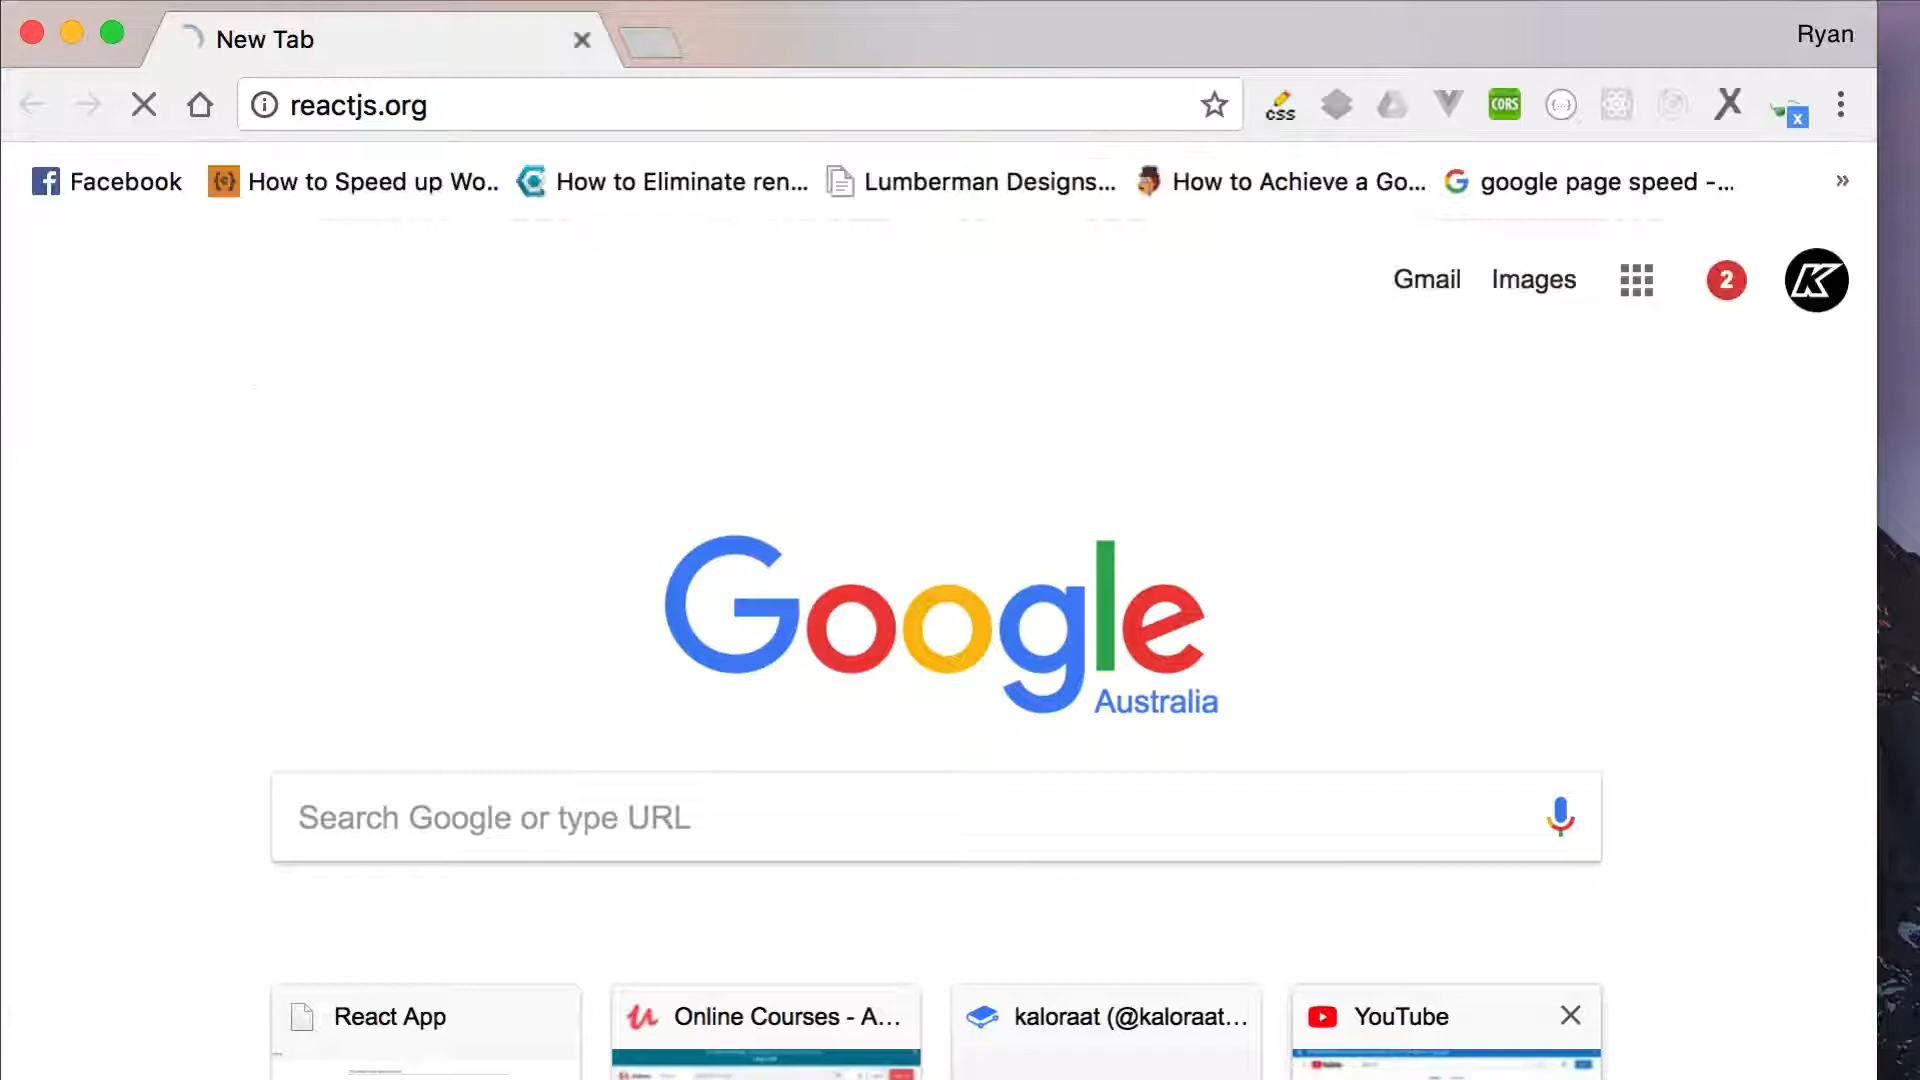 New Tab
Ryan
reactjs.org
css
CORS
Facebook
How to Speed up Wo...
How to Eliminate ren...
Lumberman Designs...
How to Achieve a Go...
google page speed -...
Gmail
Images
2
K
Google
Australia
Search Google or type URL
React App
Online Courses - A...
kaloraat (@kaloraat...
YouTube